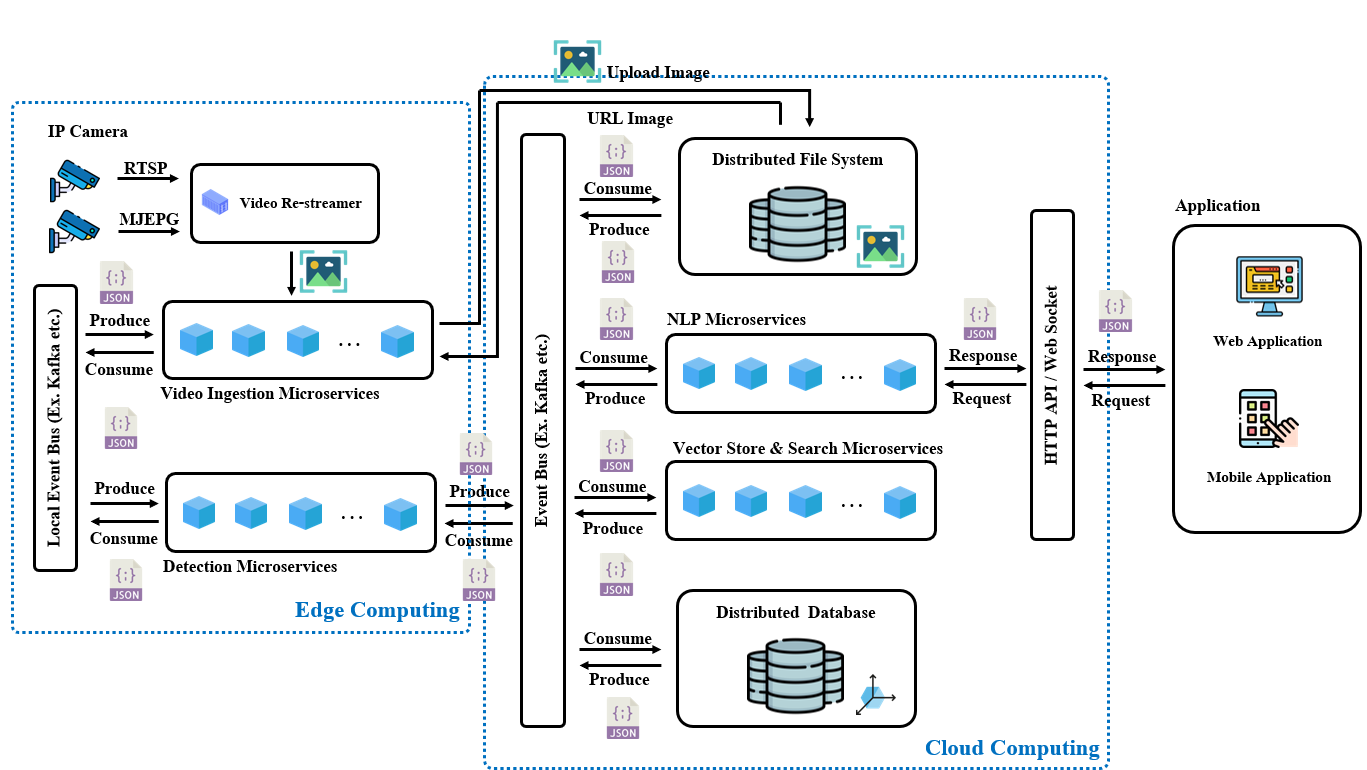 Upload Image
IP Camera
RTSP
MJEPG
Video Re-streamer
{;}
JSON
Produce
Consume
Local Event Bus (Ex. Kafka etc.)
...
Video Ingestion Microservices
{;}
JSON
Produce
Consume
...
Detection Microservices
{;}
JSON
Edge Computing
{;}
JSON
Produce
Consume
{;}
JSON
Event Bus (Ex. Kafka etc.)
URL Image
{;}
JSON
Consume
Produce
{;}
JSON
Distributed File System
{;}
JSON
Consume
Produce
NLP Microservices
...
{;}
JSON
Consume
Produce
Vector Store & Search Microservices
...
{;}
JSON
Consume
Produce
{;}
JSON
Distributed Database
{;}
JSON
Response
Request
HTTP API / Web Socket
Cloud Computing
{;}
JSON
Response
Request
Application
Web Application
Mobile Application